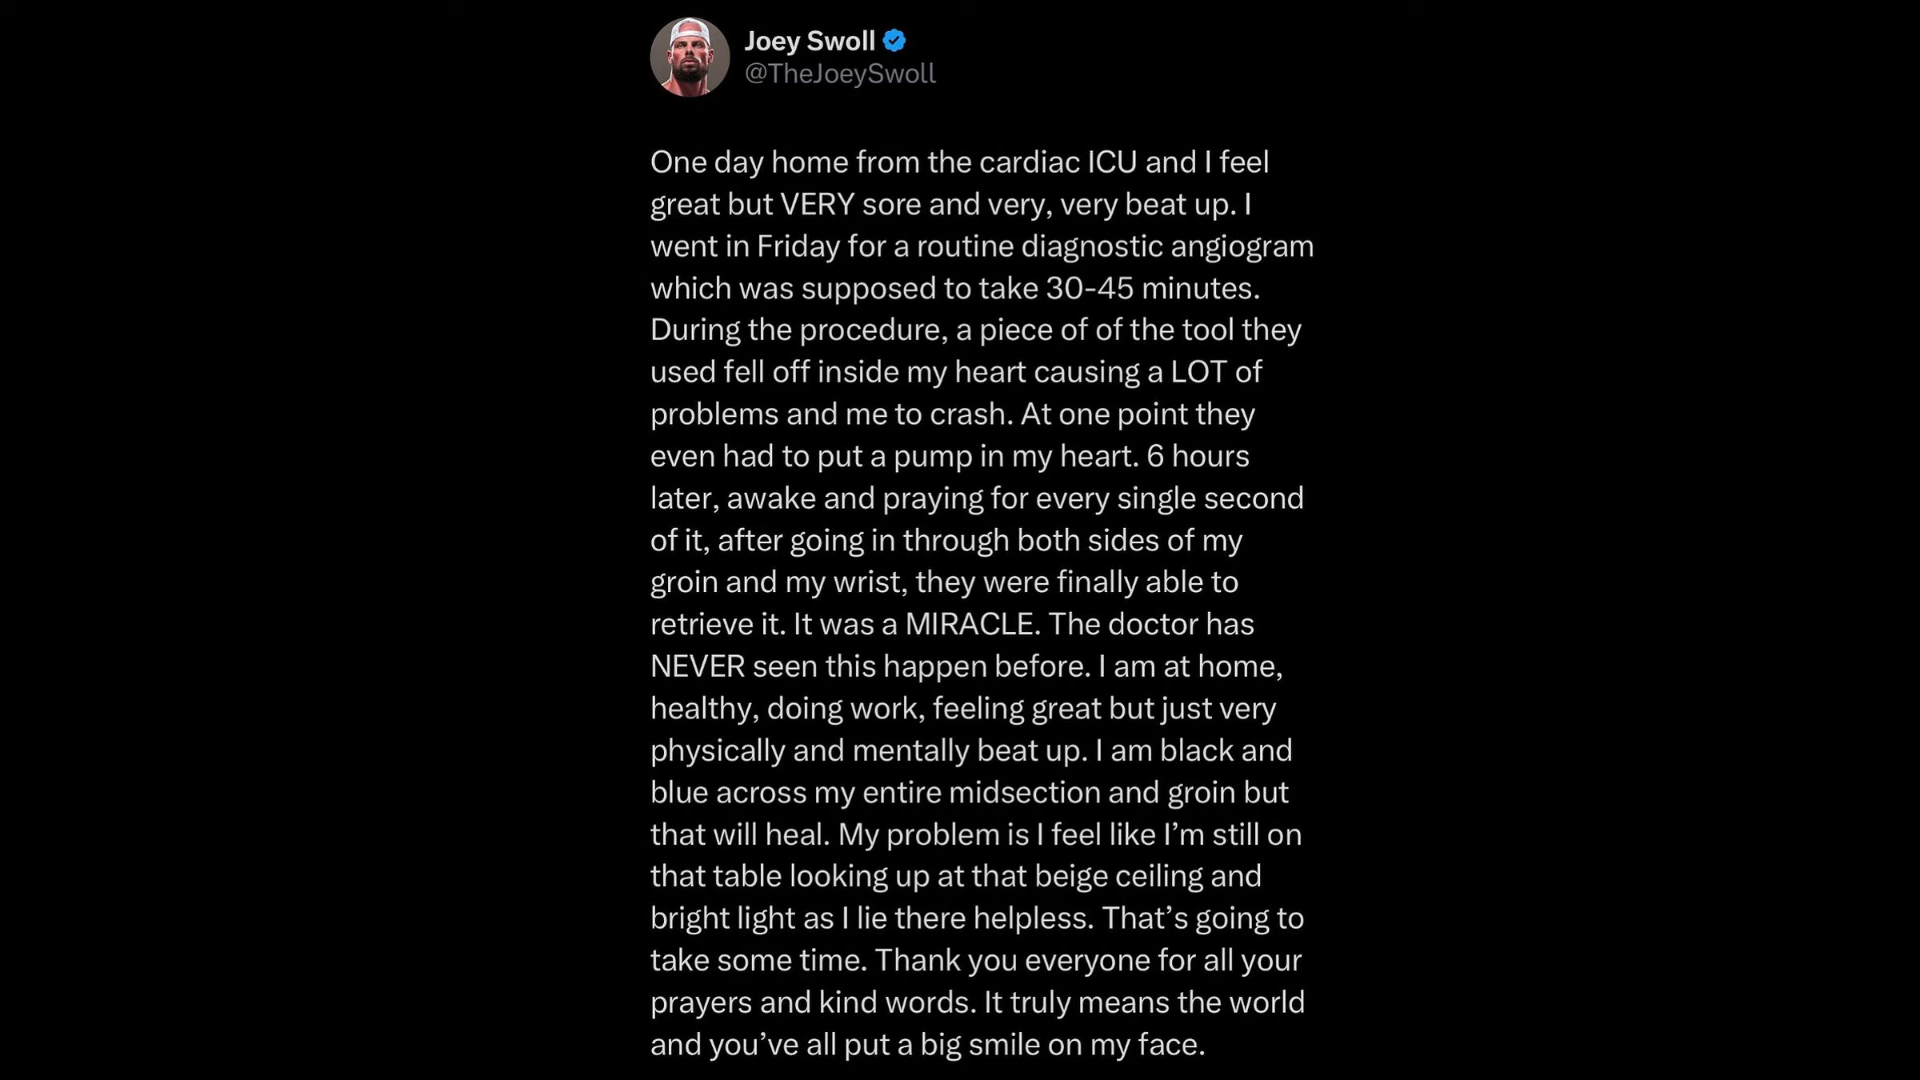 Joey Swoll
@TheJoeySwoll
One day home from the cardiac ICU and I feel
great but VERY sore and very, very beat up. I
went in Friday for a routine diagnostic angiogram
which was supposed to take 30-45 minutes.
During the procedure, a piece of of the tool they
used fell off inside my heart causing a LOT of
problems and me to crash. At one point they
even had to put a pump in my heart. 6 hours
later, awake and praying for every single second
of it, after going in through both sides of my
groin and my wrist, they were finally able to
retrieve it. It was a MIRACLE. The doctor has
NEVER seen this happen before. I am at home,
healthy, doing work, feeling great but just very
physically and mentally beat up. I am black and
blue across my entire midsection and groin but
that will heal. My problem is I feel like I’m still on
that table looking up at that beige ceiling and
bright light as I lie there helpless. That’s going to
take some time. Thank you everyone for all your
prayers and kind words. It truly means the world
and you’ve all put a big smile on my face.